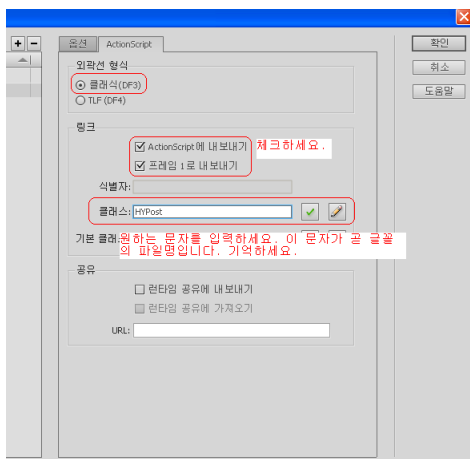 옵션 ActionScript
확인
취소
도움말
외곽선 형식
클래식(DF3)
TLF (DF4)
링크
ActionScript에 내보내기
체크하세요.
프레임 1로 내보내기
식별자:
클래스: HYPost
기본 클래
원하는 문자를 입력하세요. 이 문자가 곧 글꼴
의 파일명입니다. 기억하세요.
공유
런타임 공유에 내보내기
런타임 공유에 가져오기
URL: